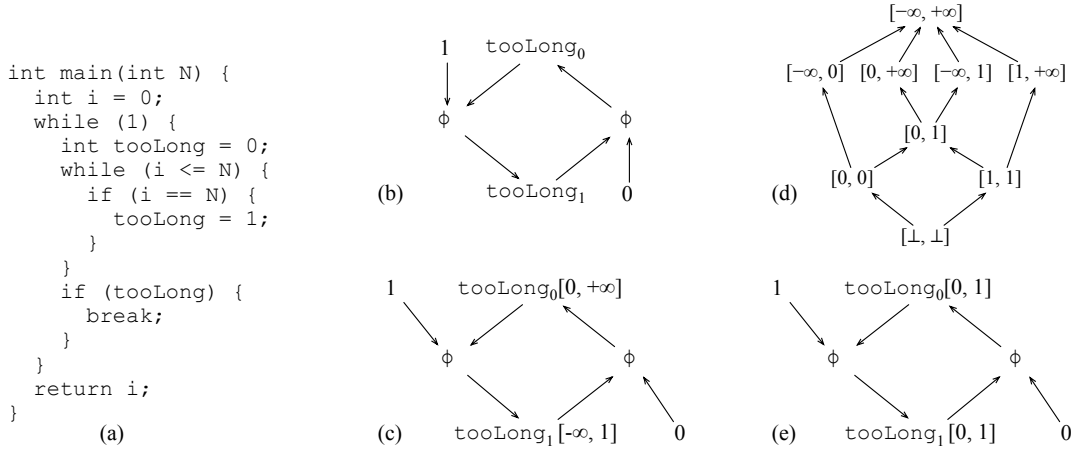 int main(int N) {
int i = 0;
while (1) {
int tooLong = 0;
while (i <= N) {
if (i == N) {
tooLong = 1;
}
}
if (tooLong) {
break;
}
}
return i;
}
(a)
1 tooLong₀
ϕ ϕ
(b)
tooLong₁ 0
[−∞, +∞]
[−∞, 0] [0, +∞] [−∞, 1] [1, +∞]
[0, 1]
[0, 0] [1, 1]
(d)
[⊥, ⊥]
1 tooLong₀[0, +∞]
ϕ ϕ
(c) tooLong₁ [-∞, 1] 0
1 tooLong₀[0, 1]
ϕ ϕ
(e) tooLong₁ [0, 1] 0